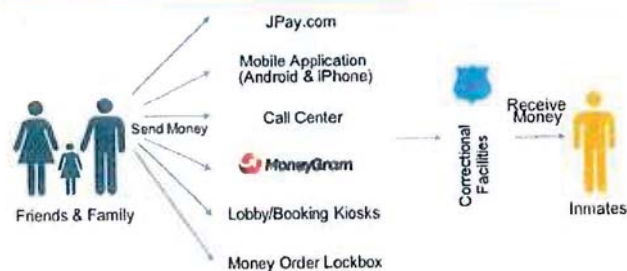 JPay.com
Mobile Application
(Android & iPhone)
Send Money
Call Center
MoneyGram
Lobby/Booking Kiosks
Money Order Lockbox
Friends & Family
Correctional
Facilities
Receive
Money
Inmates